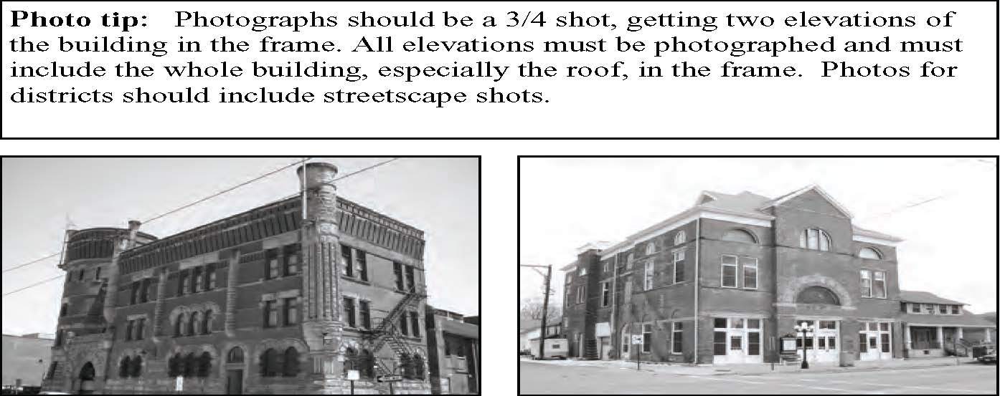 Photo tip: Photographs should be a 3/4 shot, getting two elevations of
the building in the frame. All elevations must be photographed and must
include the whole building, especially the roof, in the frame. Photos for
districts should include streetscape shots.